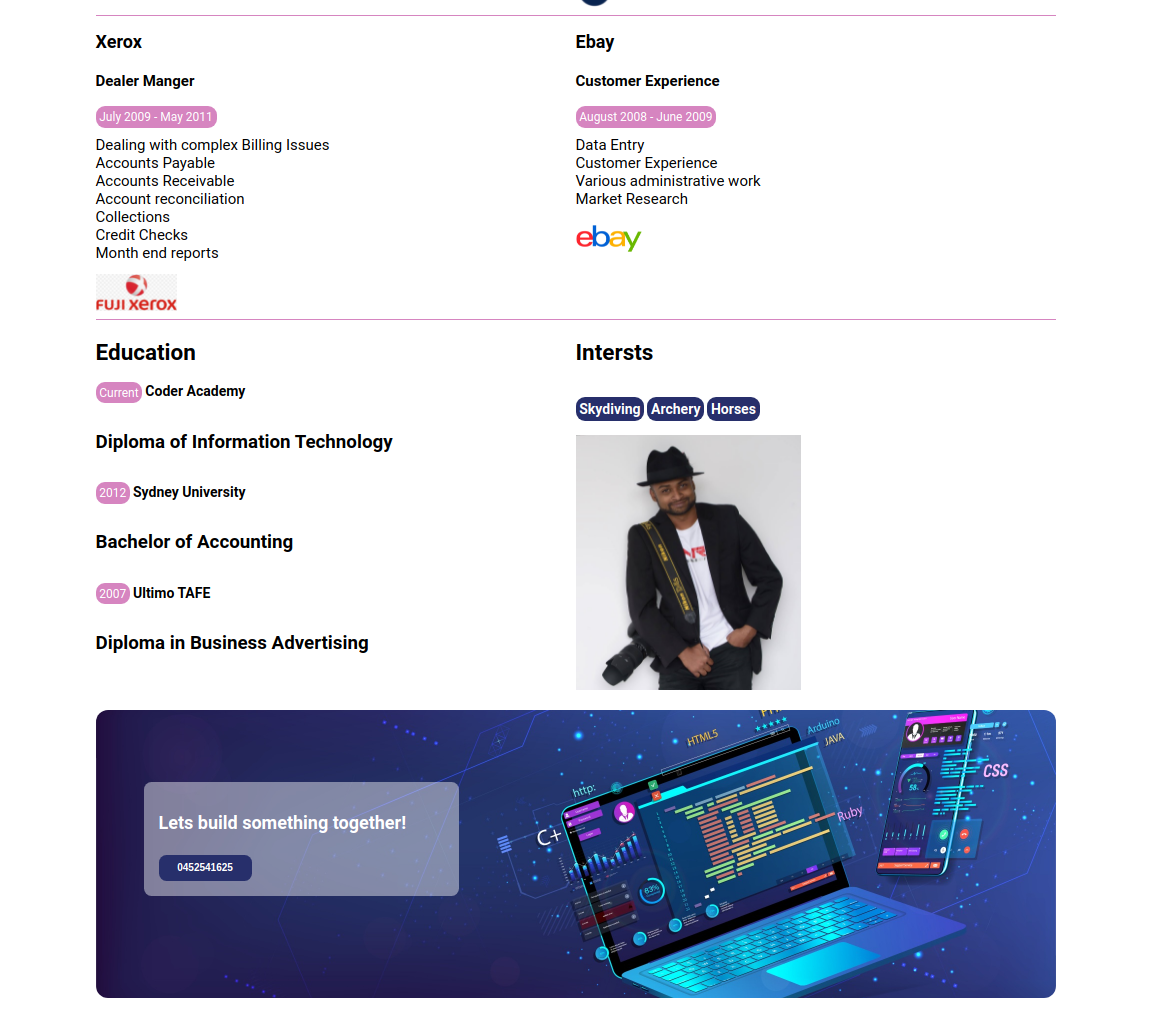 Xerox
Dealer Manger
July 2009 - May 2011
Dealing with complex Billing Issues
Accounts Payable
Accounts Receivable
Account reconciliation
Collections
Credit Checks
Month end reports
FUJI xerox
Ebay
Customer Experience
August 2008 - June 2009
Data Entry
Customer Experience
Various administrative work
Market Research
ebay
Education
Current Coder Academy
Diploma of Information Technology
2012 Sydney University
Bachelor of Accounting
2007 Ultimo TAFE
Diploma in Business Advertising
Intersts
Skydiving Archery Horses
Lets build something together!
0452541625
HTML5
Arduino
JAVA
http:
C+
Ruby
CSS
83%
58